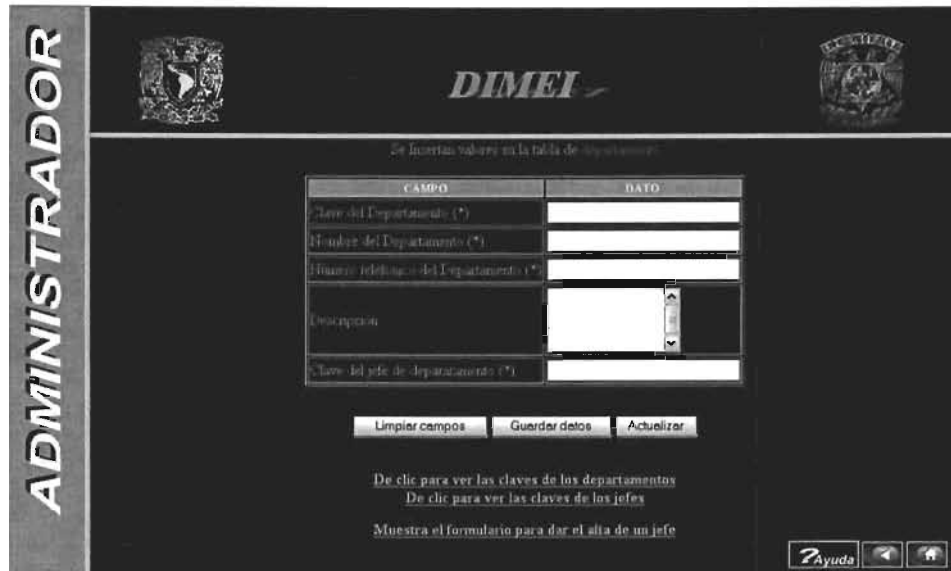 ADMINISTRADOR
DIMEI
Se Insertan valores en la tabla de departamento
CAMPO DATO
Clave del Departamento (*)
Nombre del Departamento (*)
Número telefónico del Departamento (*)
Descripción
Clave del jefe de departamento (*)
Limpiar campos Guardar datos Actualizar
De clic para ver las claves de los departamentos
De clic para ver las claves de los jefes
Muestra el formulario para dar el alta de un jefe
?Ayuda